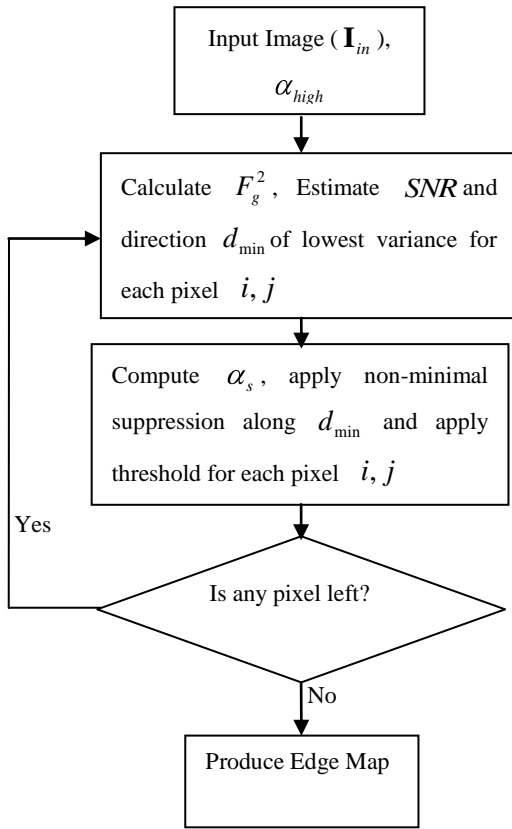 Input Image ( I_in ),
α_high
Calculate F_g^2, Estimate SNR and
direction d_min of lowest variance for
each pixel i, j
Compute α_s, apply non-minimal
suppression along d_min and apply
threshold for each pixel i, j
Yes
Is any pixel left?
No
Produce Edge Map